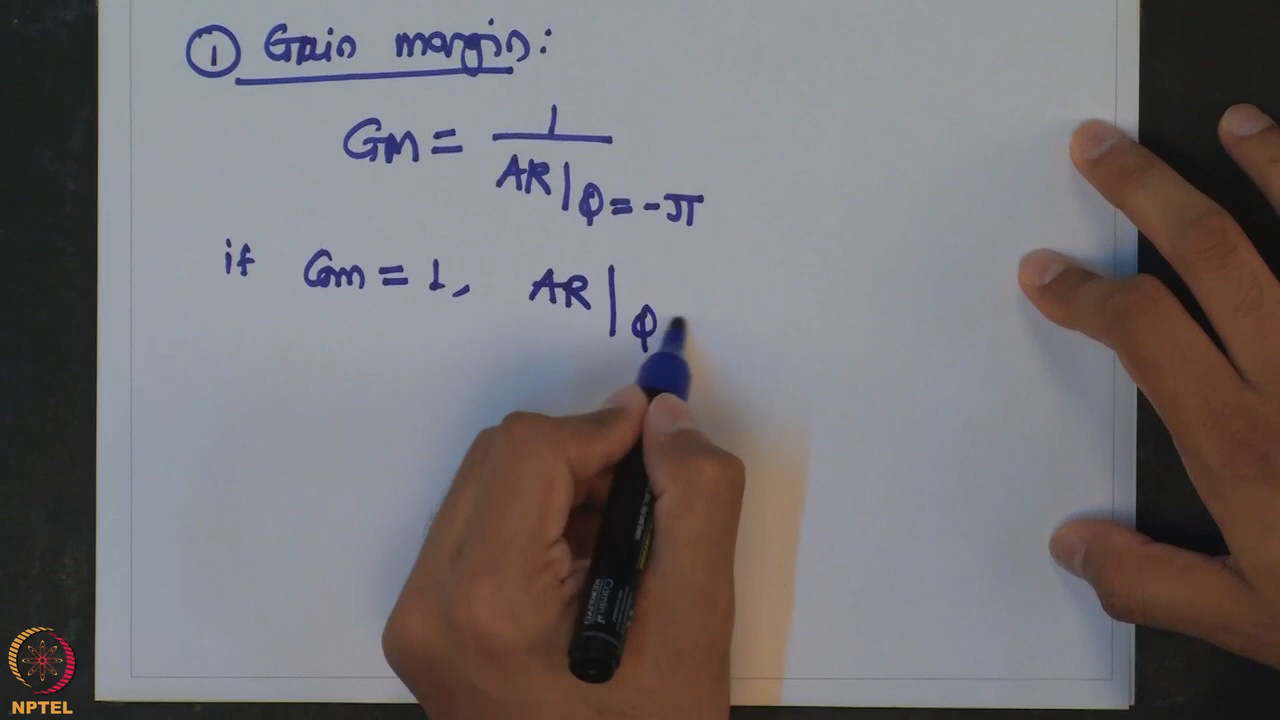 ① Gain margin:
GM = 1 / AR|φ = -π
if GM = 1, AR|φ
NPTEL